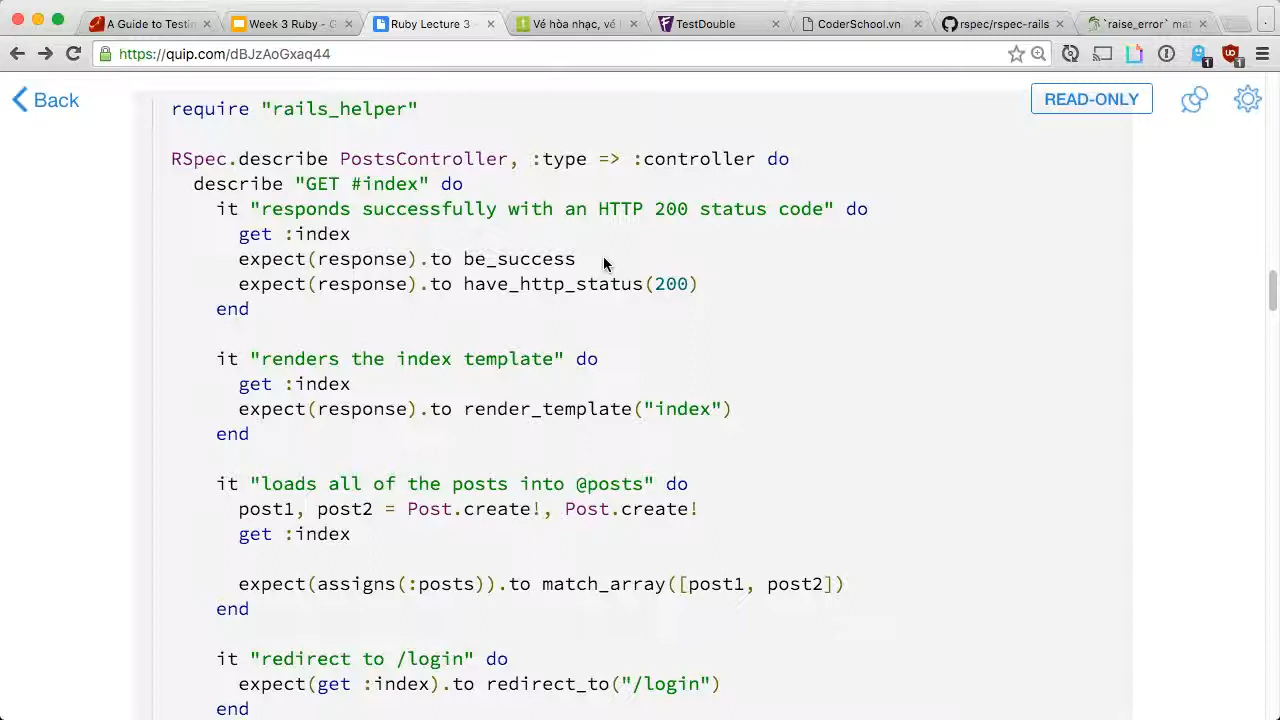 A Guide to Testin
Week 3 Ruby - G
Ruby Lecture 3 -
Vé hòa nhạc, vé l
TestDouble
CoderSchool.vn
rspec/rspec-rails
`raise_error` mat
https://quip.com/dBJzAoGxaq44
1
1
Back
READ-ONLY
require "rails_helper"
RSpec.describe PostsController, :type => :controller do
describe "GET #index" do
it "responds successfully with an HTTP 200 status code" do
get :index
expect(response).to be_success
expect(response).to have_http_status(200)
end
it "renders the index template" do
get :index
expect(response).to render_template("index")
end
it "loads all of the posts into @posts" do
post1, post2 = Post.create!, Post.create!
get :index
expect(assigns(:posts)).to match_array([post1, post2])
end
it "redirect to /login" do
expect(get :index).to redirect_to("/login")
end